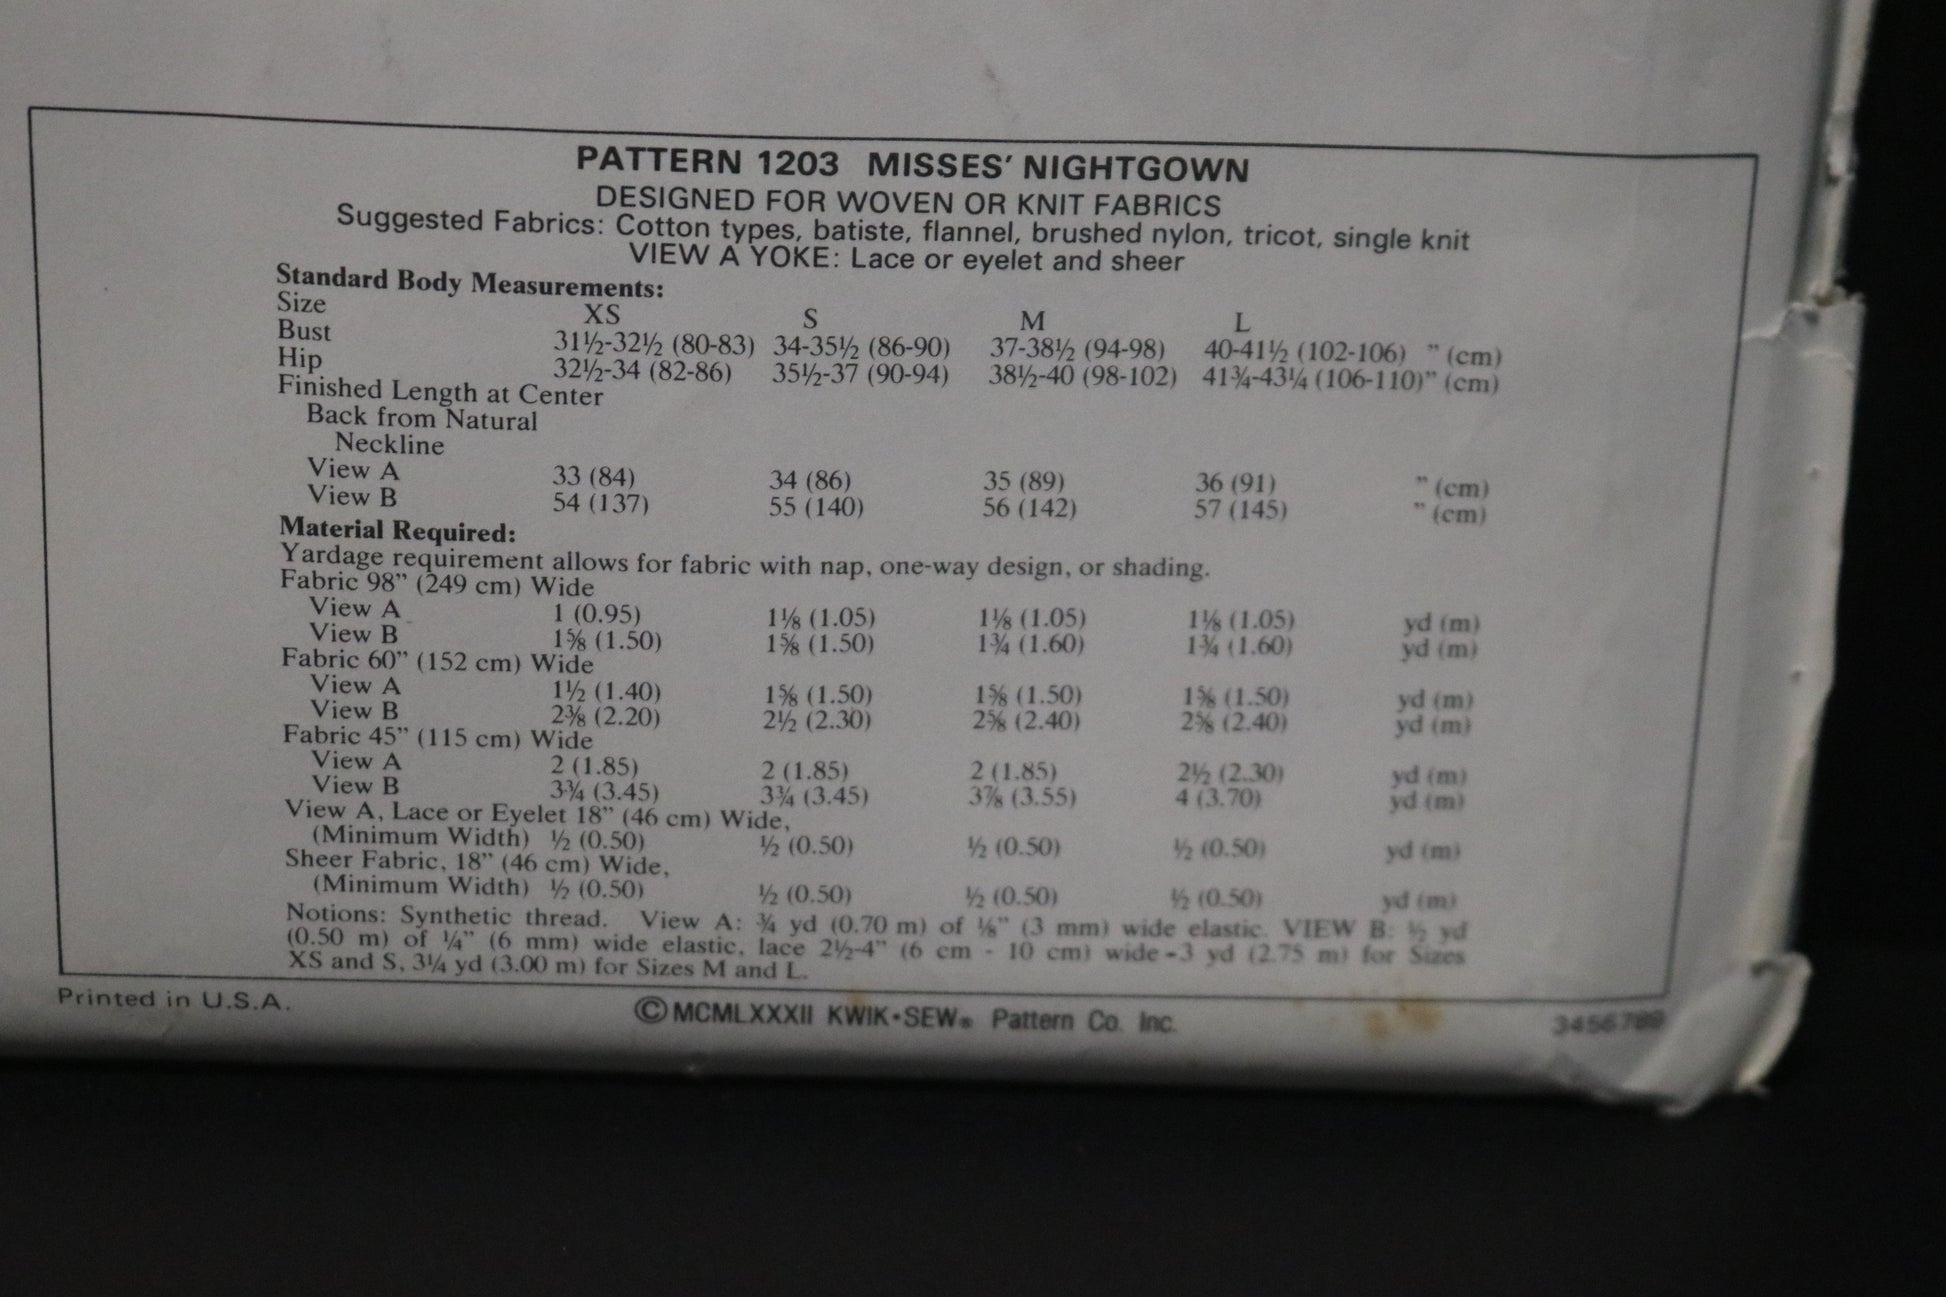 PATTERN 1203 MISSES' NIGHTGOWN
DESIGNED FOR WOVEN OR KNIT FABRICS
Suggested Fabrics: Cotton types, batiste, flannel, brushed nylon, tricot, single knit
VIEW A YOKE: Lace or eyelet and sheer
Standard Body Measurements:
Size XS S M L
Bust 31½-32½ (80-83) 34-35½ (86-90) 37-38½ (94-98) 40-41½ (102-106) " (cm)
Hip 32½-34 (82-86) 35½-37 (90-94) 38½-40 (98-102) 41¾-43¼ (106-110)" (cm)
Finished Length at Center
Back from Natural
Neckline
View A 33 (84) 34 (86) 35 (89) 36 (91) " (cm)
View B 54 (137) 55 (140) 56 (142) 57 (145) " (cm)
Material Required:
Yardage requirement allows for fabric with nap, one-way design, or shading.
Fabric 98" (249 cm) Wide
View A 1 (0.95) 1⅛ (1.05) 1⅛ (1.05) 1⅛ (1.05) yd (m)
View B 1⅝ (1.50) 1⅝ (1.50) 1¾ (1.60) 1¾ (1.60) yd (m)
Fabric 60" (152 cm) Wide
View A 1½ (1.40) 1⅝ (1.50) 1⅝ (1.50) 1⅝ (1.50) yd (m)
View B 2⅜ (2.20) 2½ (2.30) 2⅝ (2.40) 2⅝ (2.40) yd (m)
Fabric 45" (115 cm) Wide
View A 2 (1.85) 2 (1.85) 2 (1.85) 2½ (2.30) yd (m)
View B 3¾ (3.45) 3¾ (3.45) 3⅞ (3.55) 4 (3.70) yd (m)
View A, Lace or Eyelet 18" (46 cm) Wide,
(Minimum Width) ½ (0.50) ½ (0.50) ½ (0.50) ½ (0.50) yd (m)
Sheer Fabric, 18" (46 cm) Wide,
(Minimum Width) ½ (0.50) ½ (0.50) ½ (0.50) ½ (0.50) yd (m)
Notions: Synthetic thread. View A: ¾ yd (0.70 m) of ⅛" (3 mm) wide elastic. VIEW B: ½ yd
(0.50 m) of ¼" (6 mm) wide elastic, lace 2½-4" (6 cm - 10 cm) wide-3 yd (2.75 m) for Sizes
XS and S, 3¼ yd (3.00 m) for Sizes M and L.
Printed in U.S.A.
©MCMLXXXII KWIK•SEW® Pattern Co. Inc.
3456789